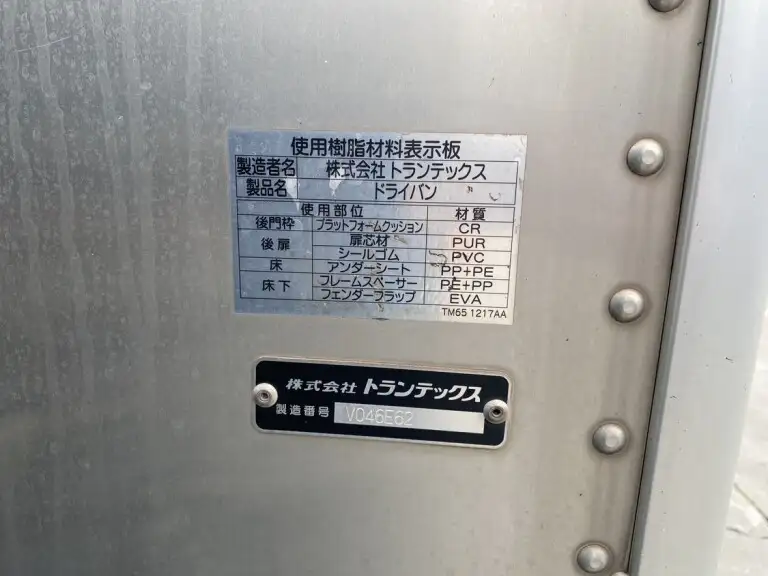 使用樹脂材料表示板
製造者名 株式会社 トランテックス
製品名 ドライバン
使用部位 材質
後門枠 プラットフォームクッション CR
後扉 扉芯材 PUR
シールゴム PVC
床 アンダーシート PP+PE
床下 フレームスペーサー PE+PP
フェンダーフラップ EVA
TM65 1217AA
株式会社 トランテックス
製造番号 V046E62